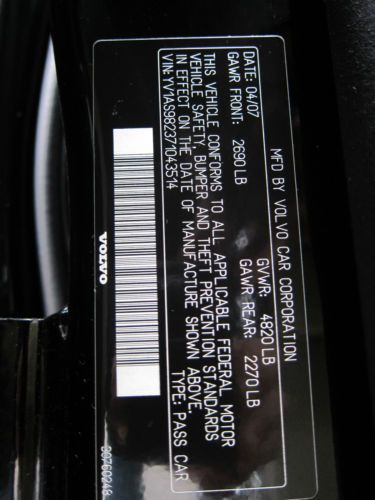 MFD BY VOLVO CAR CORPORATION
DATE: 04/07 GVWR: 4820 LB
GAWR FRONT: 2690 LB GAWR REAR: 2270 LB
THIS VEHICLE CONFORMS TO ALL APPLICABLE FEDERAL MOTOR
VEHICLE SAFETY, BUMPER AND THEFT PREVENTION STANDARDS
IN EFFECT ON THE DATE OF MANUFACTURE SHOWN ABOVE.
VIN: YV1AS982371043514 TYPE: PASS CAR
VOLVO